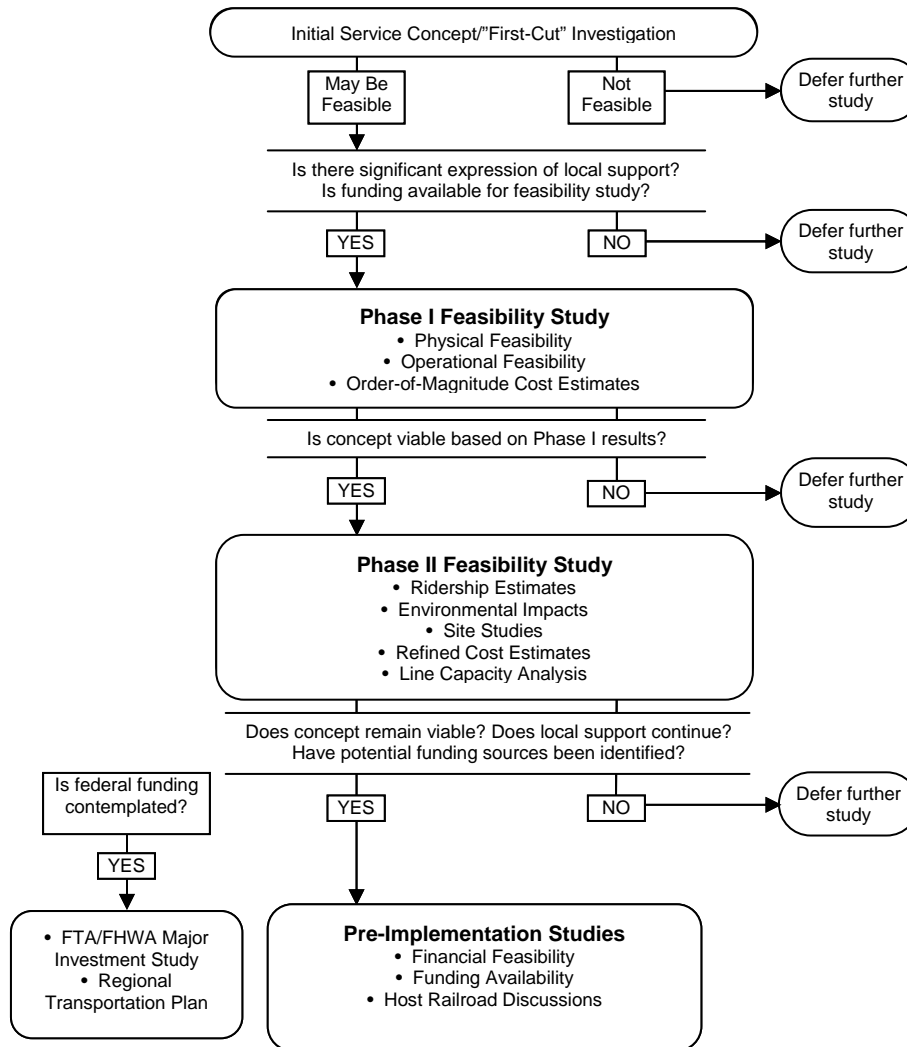 Initial Service Concept/”First-Cut” Investigation
May Be
Feasible
Not
Feasible
Defer further
study
Is there significant expression of local support?
Is funding available for feasibility study?
YES
NO
Defer further
study
Phase I Feasibility Study
• Physical Feasibility
• Operational Feasibility
• Order-of-Magnitude Cost Estimates
Is concept viable based on Phase I results?
YES
NO
Defer further
study
Phase II Feasibility Study
• Ridership Estimates
• Environmental Impacts
• Site Studies
• Refined Cost Estimates
• Line Capacity Analysis
Does concept remain viable? Does local support continue?
Have potential funding sources been identified?
Is federal funding
contemplated?
YES
YES
NO
Defer further
study
• FTA/FHWA Major
Investment Study
• Regional
Transportation Plan
Pre-Implementation Studies
• Financial Feasibility
• Funding Availability
• Host Railroad Discussions